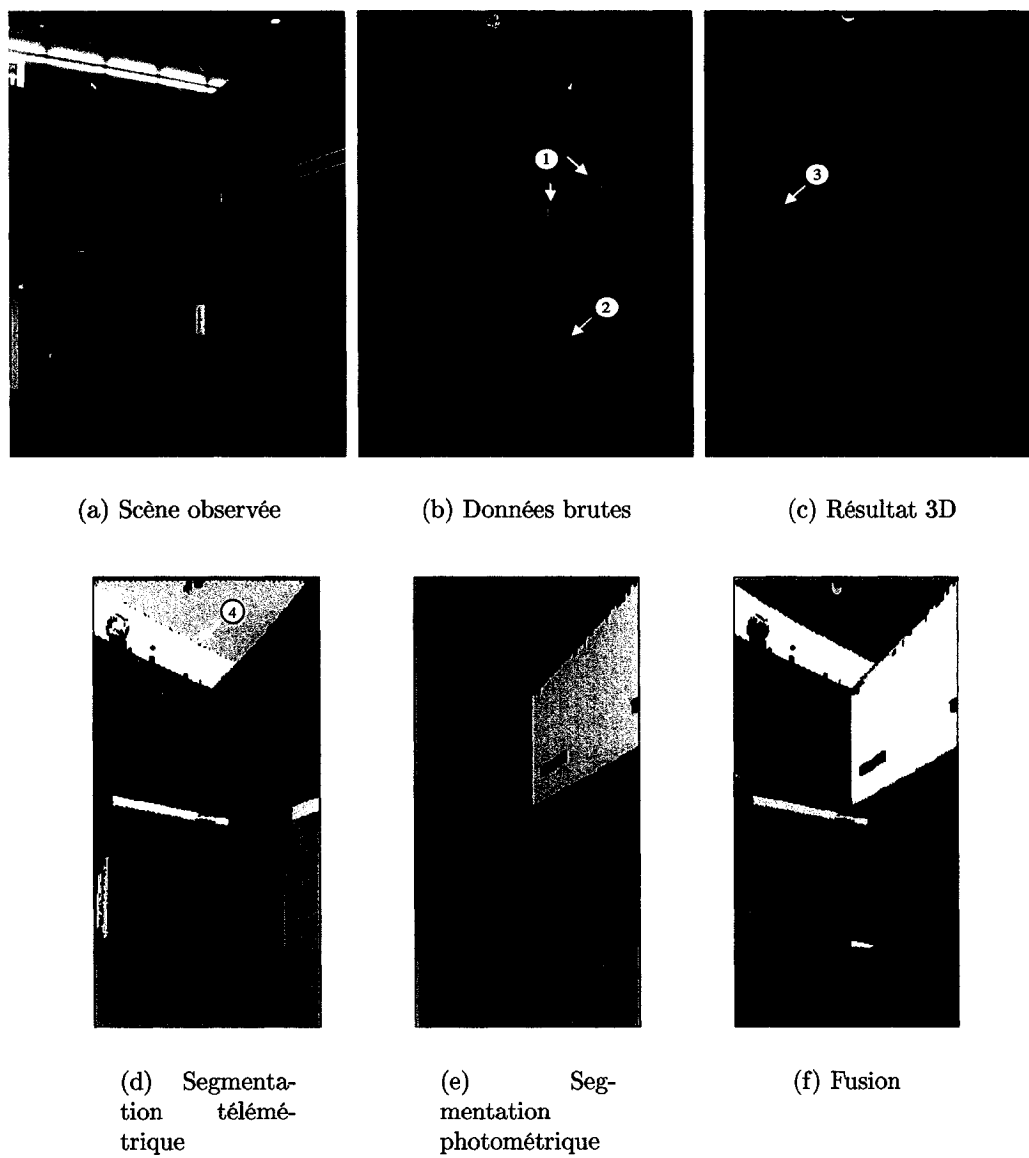 1
2
3
(a) Scène observée
(b) Données brutes
(c) Résultat 3D
4
(d) Segmenta-
tion télémé-
trique
(e) Seg-
mentation
photométrique
(f) Fusion